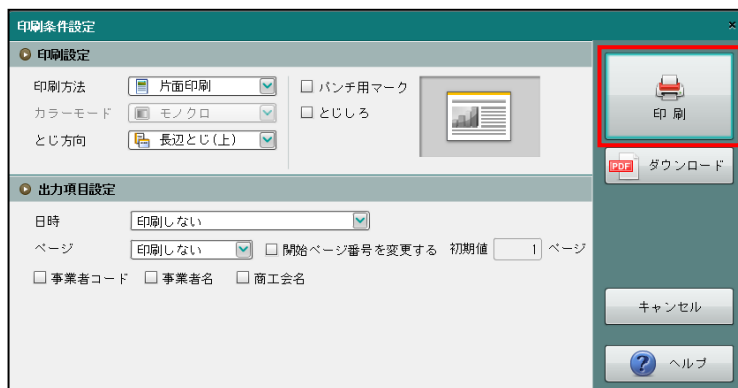 印刷条件設定
印刷設定
印刷方法 片面印刷 パンチ用マーク
カラーモード モノクロ とじしろ
とじ方向 長辺とじ(上)
出力項目設定
日時 印刷しない
ページ 印刷しない 開始ページ番号を変更する 初期値 1 ページ
事業者コード 事業者名 商工会名
印刷
PDF ダウンロード
キャンセル
? ヘルプ